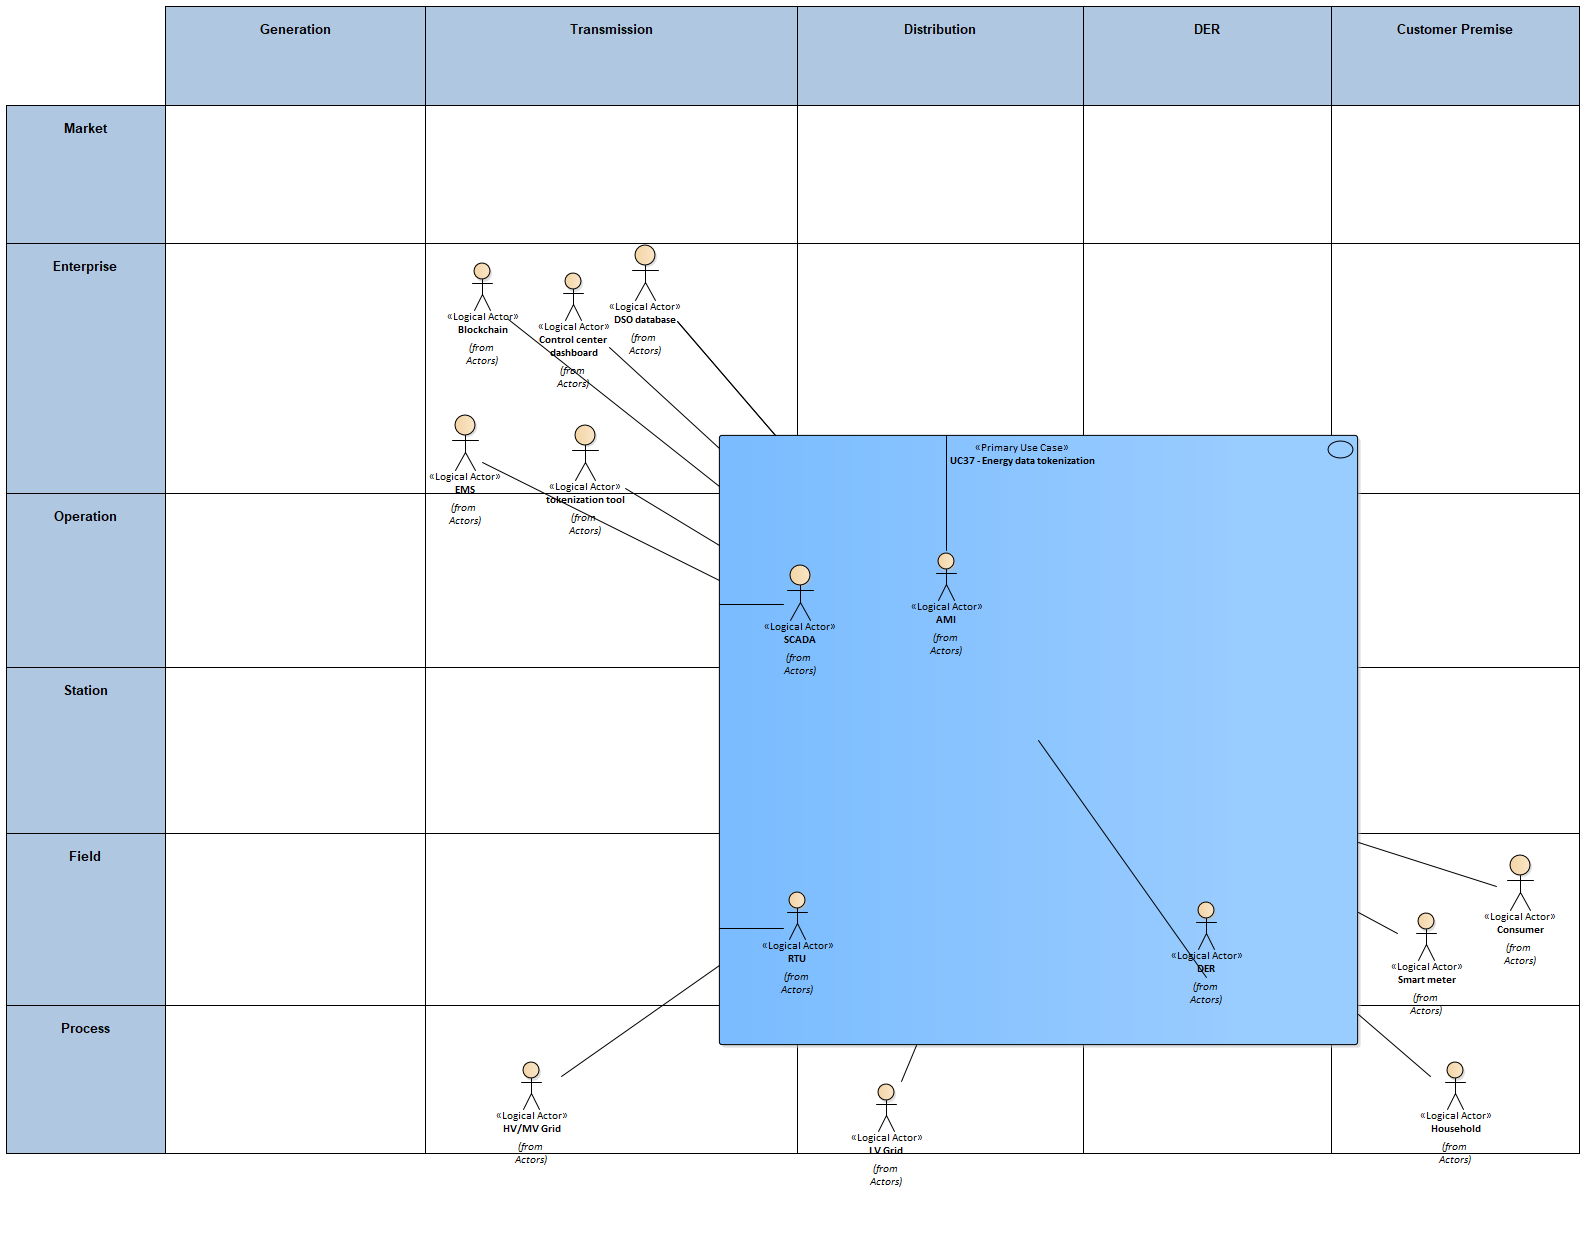 Generation
Transmission
Distribution
DER
Customer Premise
Market
Enterprise
«Logical Actor»
Blockchain
(from
Actors)
«Logical Actor»
Control center
dashboard
(from
Actors)
«Logical Actor»
DSO database
(from
Actors)
«Logical Actor»
EMS
(from
Actors)
«Logical Actor»
tokenization tool
(from
Actors)
«Primary Use Case»
UC37 - Energy data tokenization
Operation
«Logical Actor»
SCADA
(from
Actors)
«Logical Actor»
AMI
(from
Actors)
Station
Field
«Logical Actor»
RTU
(from
Actors)
«Logical Actor»
DER
(from
Actors)
«Logical Actor»
Consumer
(from
Actors)
«Logical Actor»
Smart meter
(from
Actors)
Process
«Logical Actor»
HV/MV Grid
(from
Actors)
«Logical Actor»
LV Grid
(from
Actors)
«Logical Actor»
Household
(from
Actors)